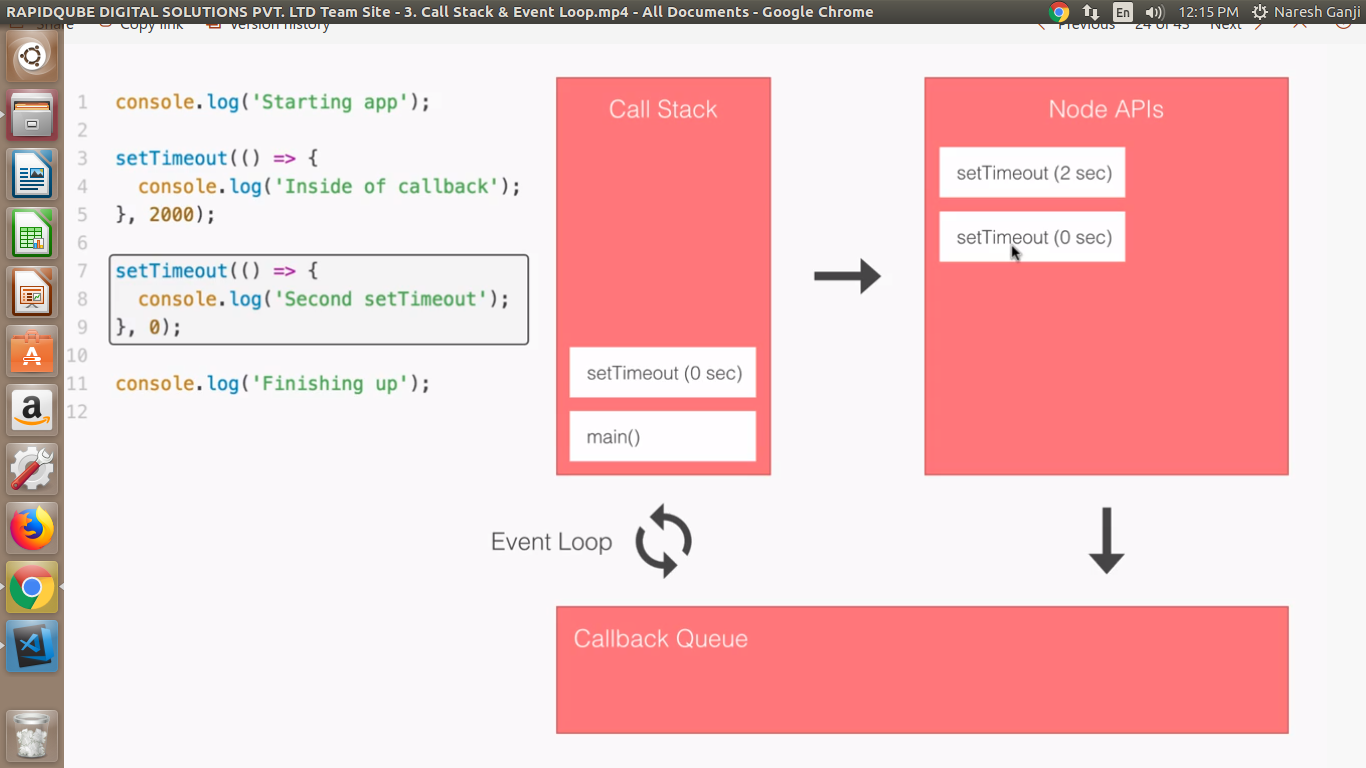 RAPIDQUBE DIGITAL SOLUTIONS PVT. LTD Team Site - 3. Call Stack & Event Loop.mp4 - All Documents - Google Chrome
En
12:15 PM
Naresh Ganji
Share
Copy link
Version history
Previous
24 of 43
Next
1 console.log('Starting app');
2
3 setTimeout(() => {
4 console.log('Inside of callback');
5 }, 2000);
6
7 setTimeout(() => {
8 console.log('Second setTimeout');
9 }, 0);
10
11 console.log('Finishing up');
12
Call Stack
setTimeout (0 sec)
main()
Node APIs
setTimeout (2 sec)
setTimeout (0 sec)
Event Loop
Callback Queue